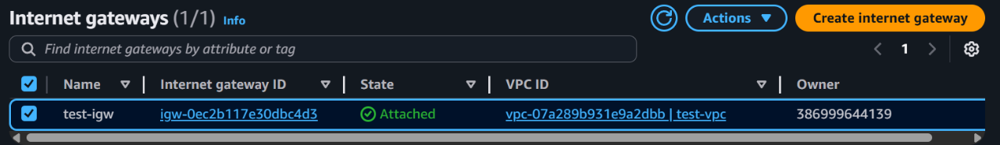 Internet gateways (1/1) Info Actions Create internet gateway
Find internet gateways by attribute or tag 1
Name Internet gateway ID State VPC ID Owner
test-igw igw-0ec2b117e30dbc4d3 Attached vpc-07a289b931e9a2dbb | test-vpc 386999644139